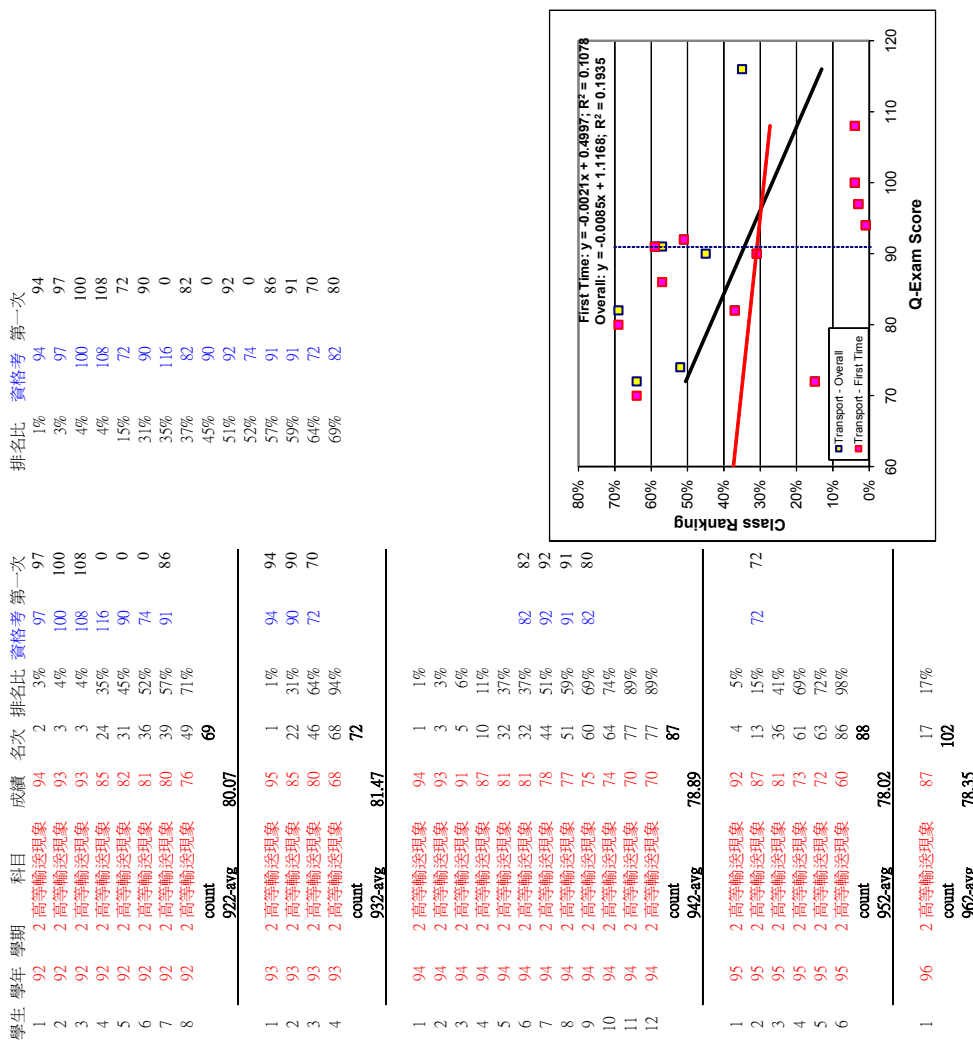 學生 學年 學期 科目 成績 名次 排名比 資格考 第一次
1 92 2 高等輸送現象 94 2 3% 97 97
2 92 2 高等輸送現象 93 3 4% 100 100
3 92 2 高等輸送現象 93 3 4% 108 108
4 92 2 高等輸送現象 85 24 35% 116 0
5 92 2 高等輸送現象 82 31 45% 90 0
6 92 2 高等輸送現象 81 36 52% 74 0
7 92 2 高等輸送現象 80 39 57% 91 86
8 92 2 高等輸送現象 76 49 71%
count 69
922-avg 80.07
1 93 2 高等輸送現象 95 1 1% 94 94
2 93 2 高等輸送現象 85 22 31% 90 90
3 93 2 高等輸送現象 80 46 64% 72 70
4 93 2 高等輸送現象 68 68 94%
count 72
932-avg 81.47
1 94 2 高等輸送現象 94 1 1%
2 94 2 高等輸送現象 93 3 3%
3 94 2 高等輸送現象 91 5 6%
4 94 2 高等輸送現象 87 10 11%
5 94 2 高等輸送現象 81 32 37%
6 94 2 高等輸送現象 81 32 37% 82 82
7 94 2 高等輸送現象 78 44 51% 92 92
8 94 2 高等輸送現象 77 51 59% 91 91
9 94 2 高等輸送現象 75 60 69% 82 80
10 94 2 高等輸送現象 74 64 74%
11 94 2 高等輸送現象 70 77 89%
12 94 2 高等輸送現象 70 77 89%
count 87
942-avg 78.89
1 95 2 高等輸送現象 92 4 5%
2 95 2 高等輸送現象 87 13 15% 72 72
3 95 2 高等輸送現象 81 36 41%
4 95 2 高等輸送現象 73 61 69%
5 95 2 高等輸送現象 72 63 72%
6 95 2 高等輸送現象 60 86 98%
count 88
952-avg 78.02
1 96 2 高等輸送現象 87 17 17%
count 102
962-avg 78.35
排名比 資格考 第一次
1% 94 94
3% 97 97
4% 100 100
4% 108 108
15% 72 72
31% 90 90
35% 116 0
37% 82 82
45% 90 0
51% 92 92
52% 74 0
57% 91 86
59% 91 91
64% 72 70
69% 82 80
First Time: y = -0.0021x + 0.4997; R² = 0.1078
Overall: y = -0.0085x + 1.1168; R² = 0.1935
80%
70%
60%
50%
40%
30%
20%
10%
0%
Class Ranking
60 70 80 90 100 110 120
Q-Exam Score
Transport - Overall
Transport - First Time